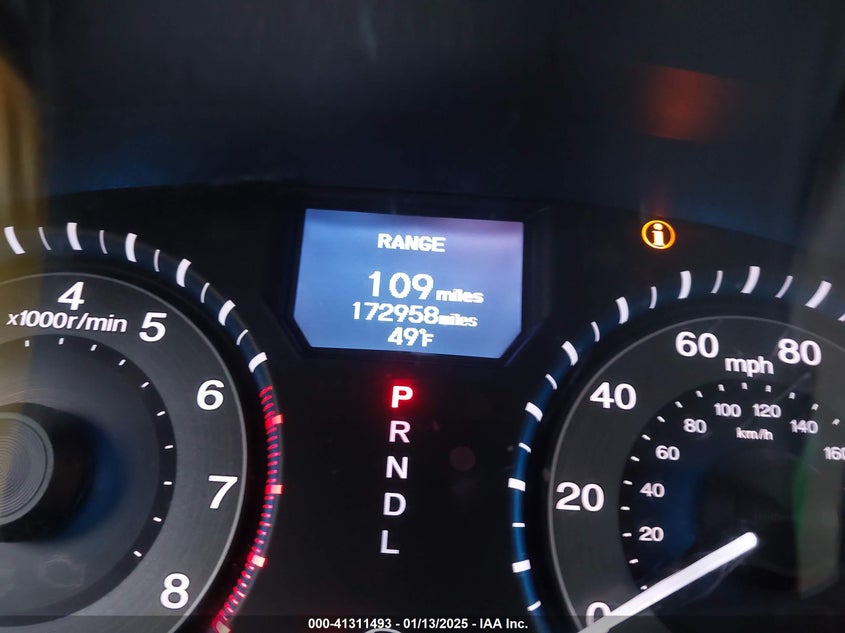 RANGE
109 miles
172958 miles
49°F
4
x1000r/min
5
6
7
8
P
R
N
D
L
0
20
40
60
80
mph
20
40
60
80
100
120
140
160
km/h
i
000-41311493 - 01/13/2025 - IAA Inc.